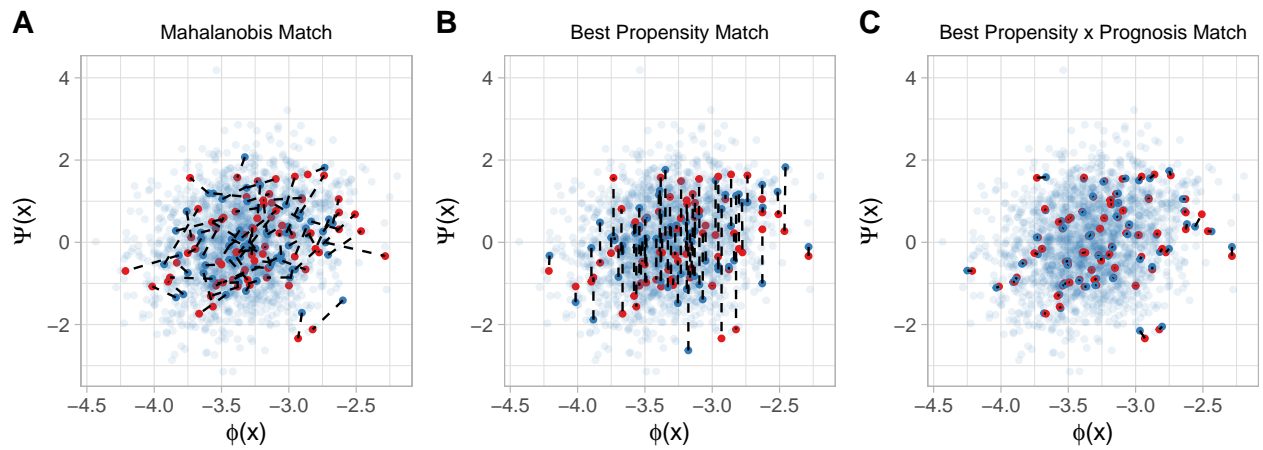 A
Mahalanobis Match
Ψ(x)
4
2
0
−2
−4.5 −4.0 −3.5 −3.0 −2.5
ϕ(x)
B
Best Propensity Match
Ψ(x)
4
2
0
−2
−4.5 −4.0 −3.5 −3.0 −2.5
ϕ(x)
C
Best Propensity x Prognosis Match
Ψ(x)
4
2
0
−2
−4.5 −4.0 −3.5 −3.0 −2.5
ϕ(x)